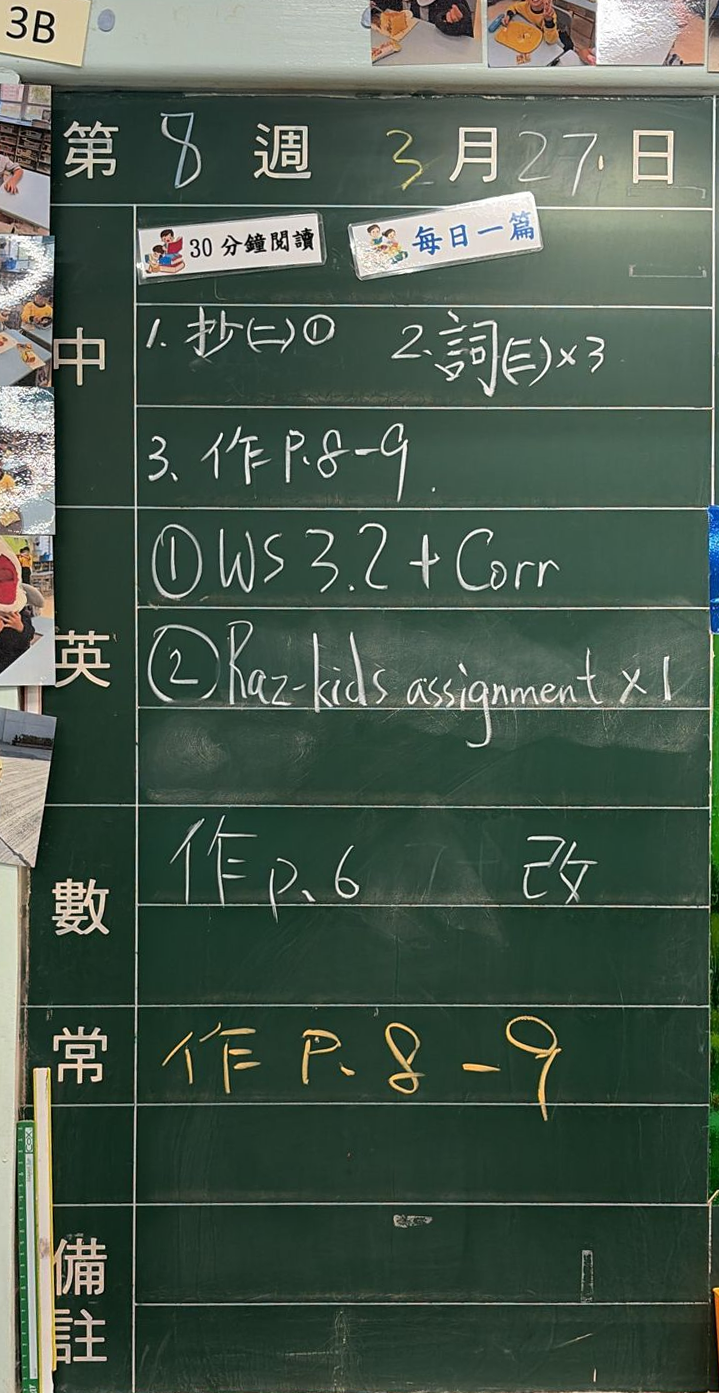 3B
第 8 週 3 月 27 日
30分鐘閱讀 每日一篇
中
1. 抄(二)① 2. 詞(三)×3
3. 作 P.8-9
英
① WS 3.2 + Corr
② Raz-kids assignment ×1
數
作 p.6 改
常
作 P.8-9
備註